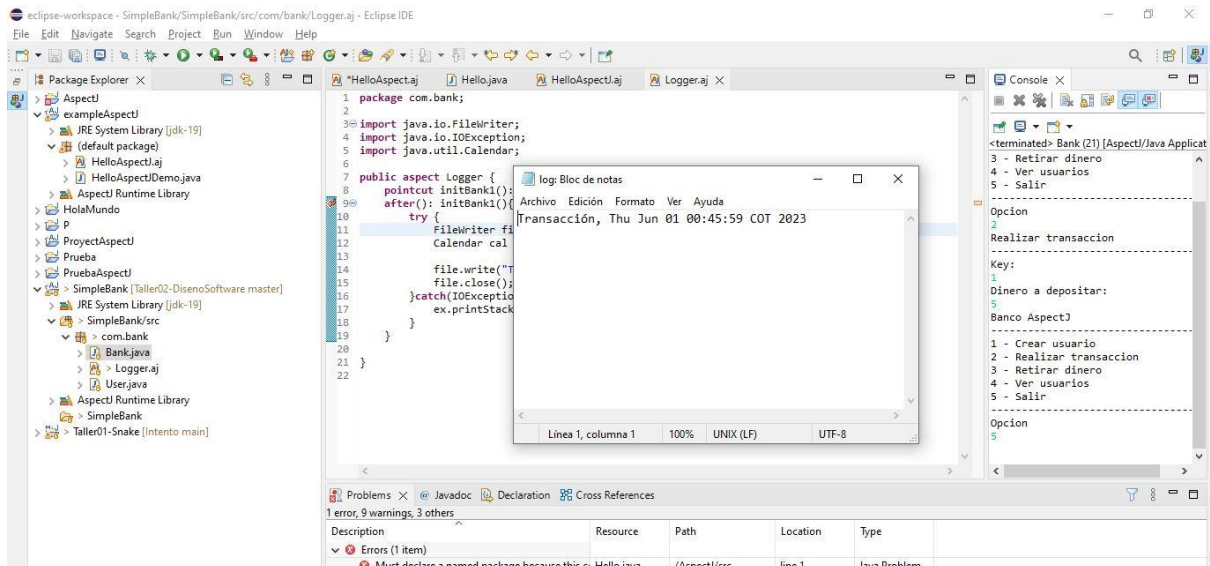 eclipse-workspace - SimpleBank/SimpleBank/src/com/bank/Logger.aj - Eclipse IDE
File Edit Navigate Search Project Run Window Help
Package Explorer
AspectJ
exampleAspectJ
JRE System Library [jdk-19]
(default package)
HelloAspectJ.aj
HelloAspectJDemo.java
AspectJ Runtime Library
HolaMundo
P
ProyectAspectJ
Prueba
PruebaAspectJ
> SimpleBank [Taller02-DisenoSoftware master]
JRE System Library [jdk-19]
> SimpleBank/src
> com.bank
Bank.java
> Logger.aj
User.java
AspectJ Runtime Library
> SimpleBank
> Taller01-Snake [Intento main]
*HelloAspect.aj Hello.java HelloAspectJ.aj Logger.aj
1 package com.bank;
2
3 import java.io.FileWriter;
4 import java.io.IOException;
5 import java.util.Calendar;
6
7 public aspect Logger {
8 pointcut initBank1():
9 after(): initBank1(){
10 try {
11 FileWriter fi
12 Calendar cal
13
14 file.write("T
15 file.close();
16 }catch(IOExceptio
17 ex.printStack
18 }
19 }
20
21 }
22
log: Bloc de notas
Archivo Edición Formato Ver Ayuda
Transacción, Thu Jun 01 00:45:59 COT 2023
Línea 1, columna 1 100% UNIX (LF) UTF-8
Console
<terminated> Bank (21) [AspectJ/Java Applicat
3 - Retirar dinero
4 - Ver usuarios
5 - Salir
----------------------------
Opcion
2
Realizar transaccion
----------------------------
Key:
1
Dinero a depositar:
5
Banco AspectJ
----------------------------
1 - Crear usuario
2 - Realizar transaccion
3 - Retirar dinero
4 - Ver usuarios
5 - Salir
----------------------------
Opcion
5
Problems Javadoc Declaration Cross References
1 error, 9 warnings, 3 others
Description Resource Path Location Type
Errors (1 item)
Must declare a named package because this c Hello.java /AspectJ/src line 1 Java Problem